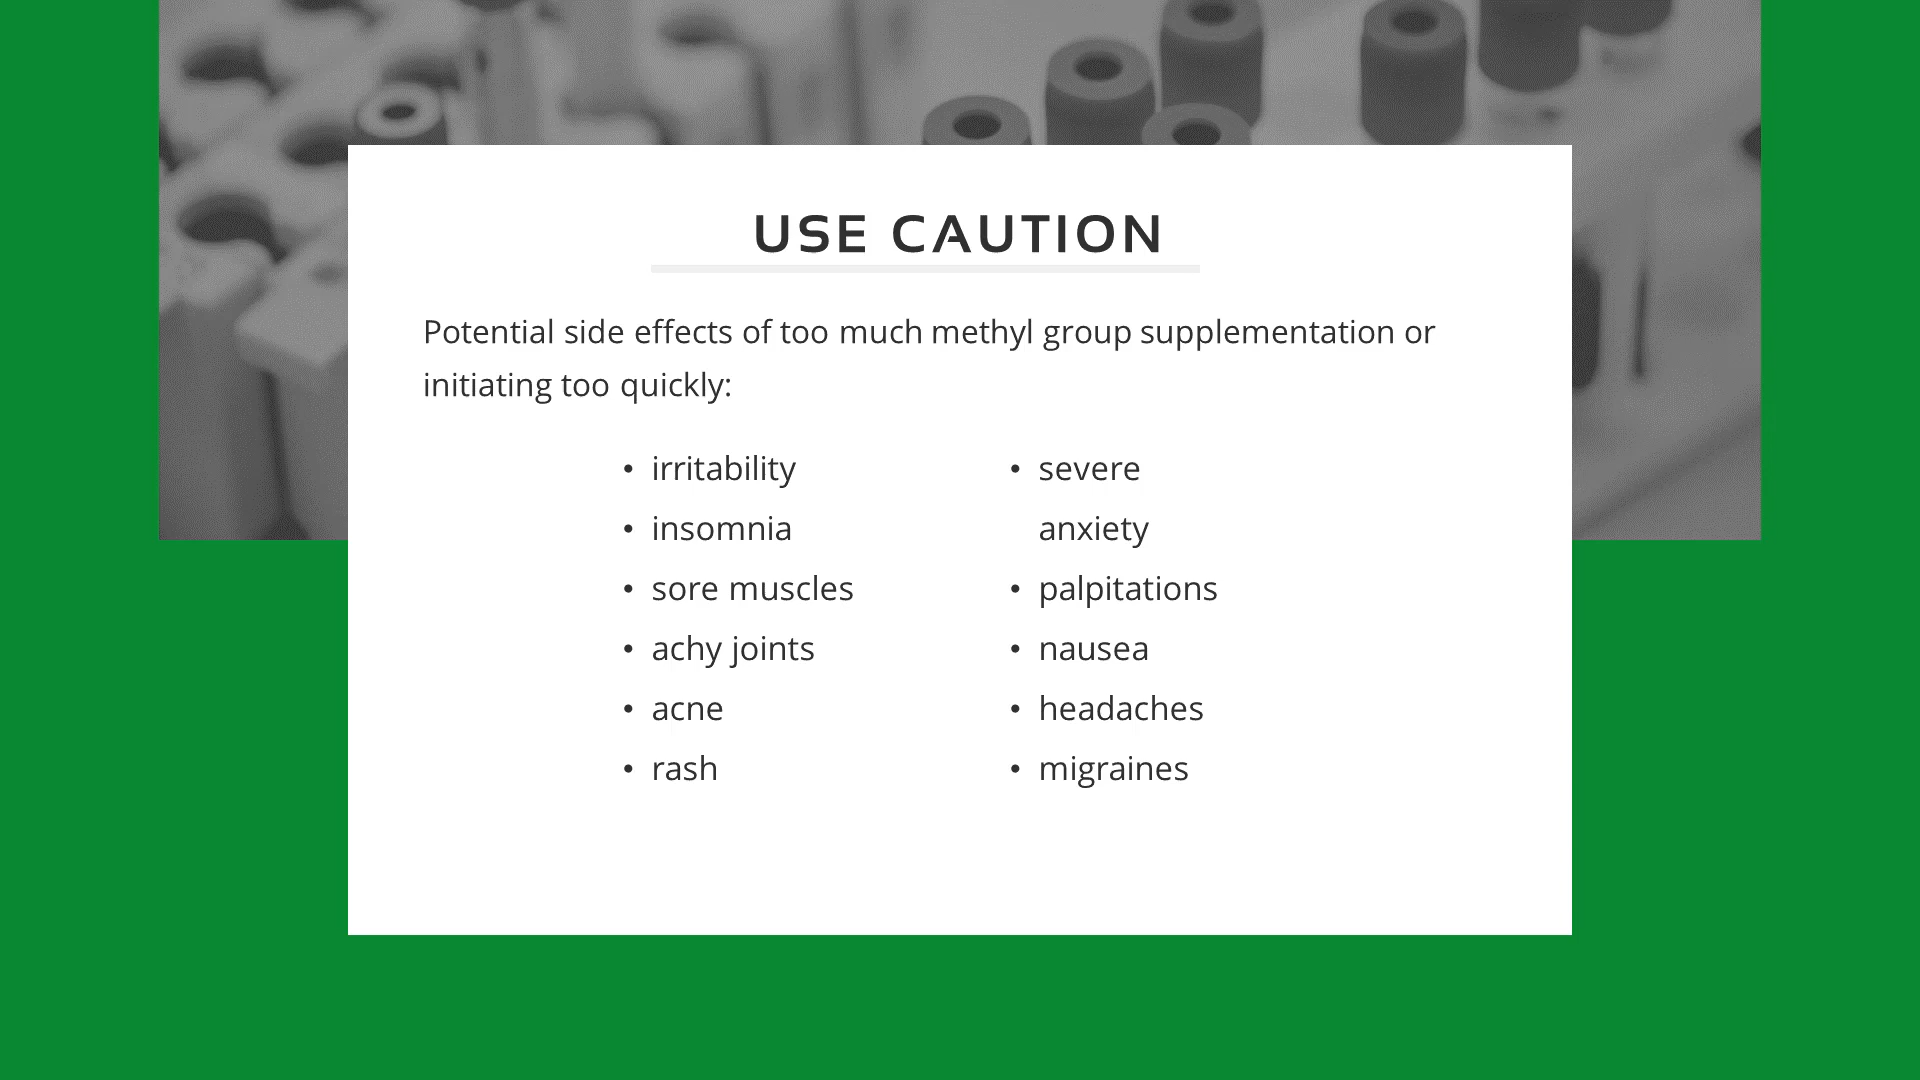 USE CAUTION
Potential side effects of too much methyl group supplementation or
initiating too quickly:
• irritability
• insomnia
• sore muscles
• achy joints
• acne
• rash
• severe
anxiety
• palpitations
• nausea
• headaches
• migraines